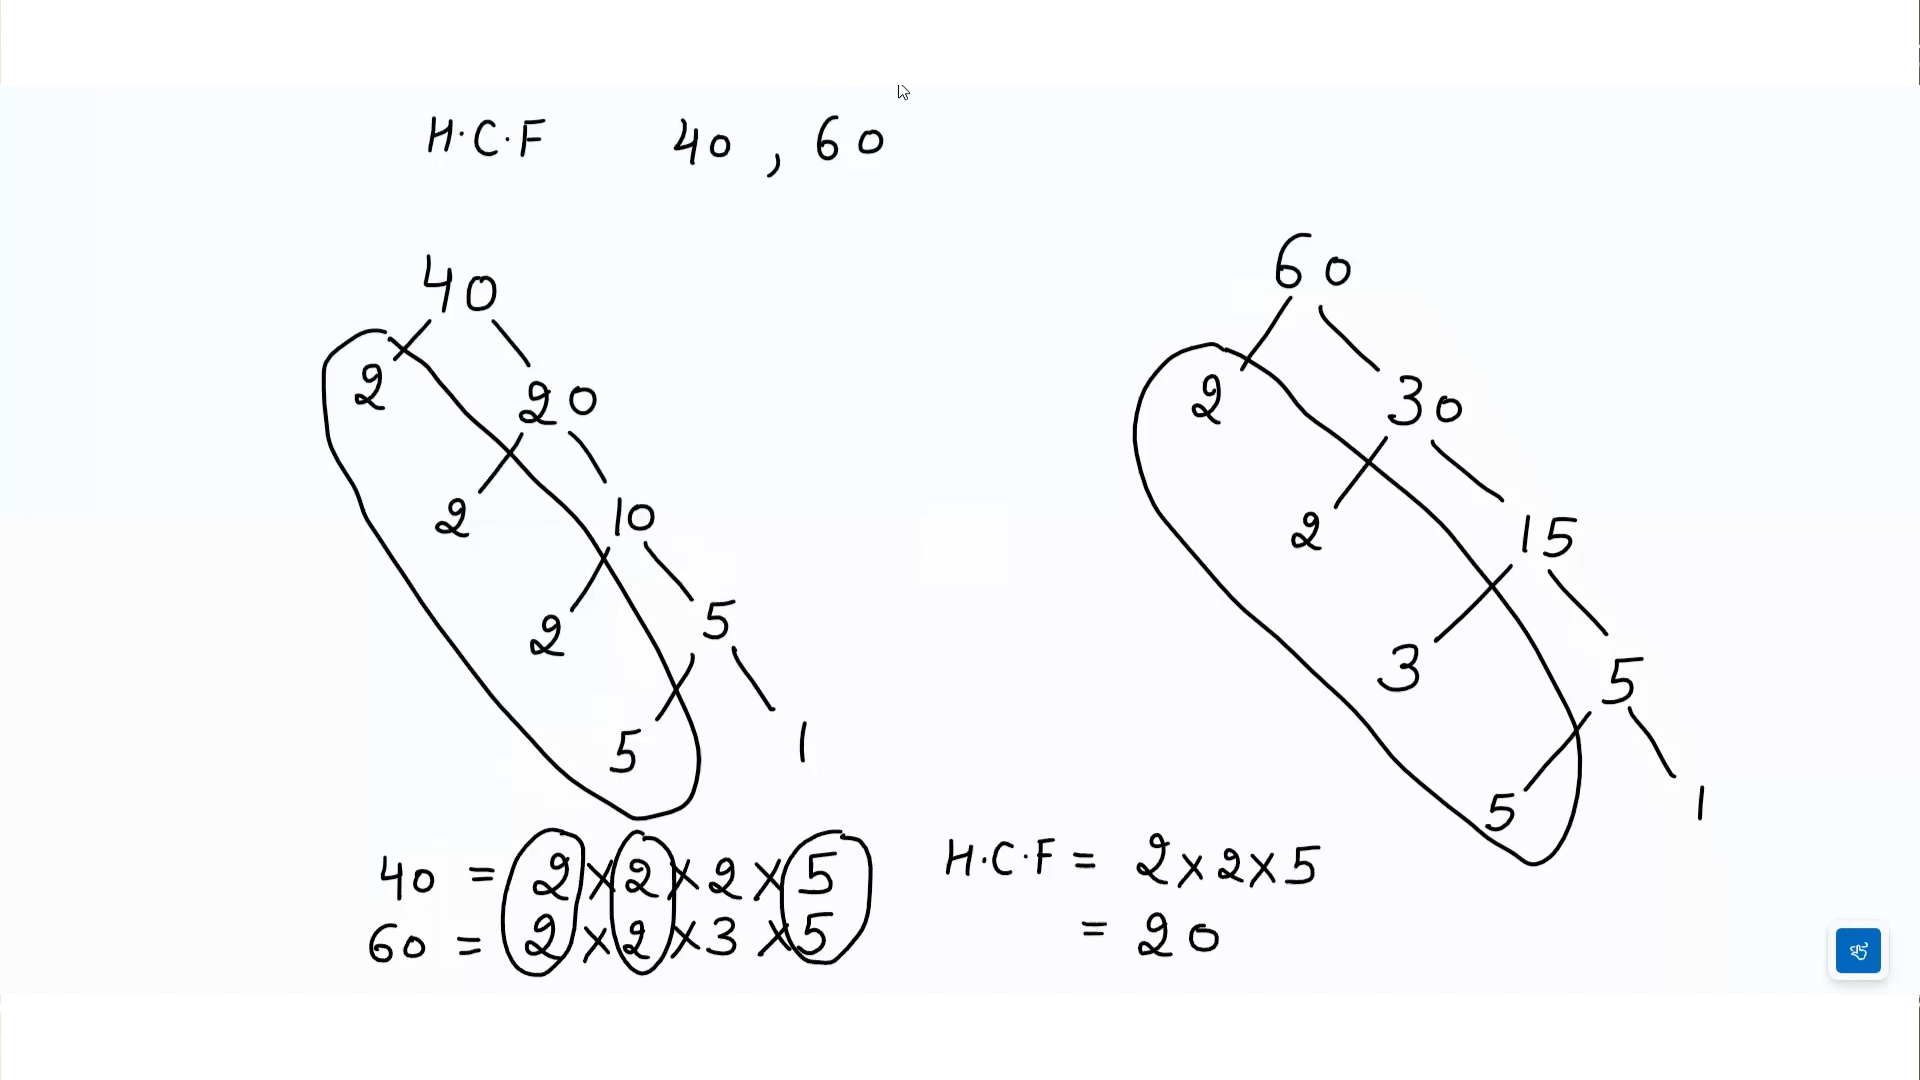 H.C.F 40, 60
40
2 20
2 10
2 5
5 1
60
2 30
2 15
3 5
5 1
40 = 2×2×2×5
60 = 2×2×3×5
H.C.F = 2×2×5
= 20